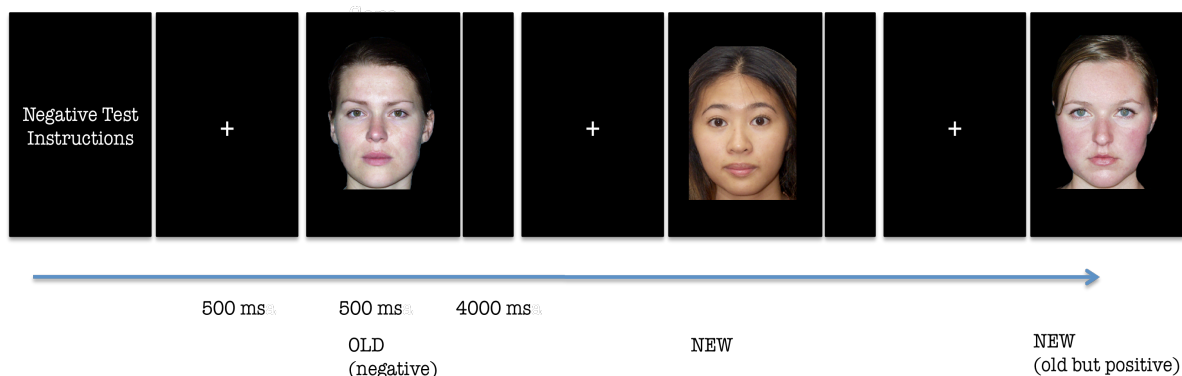 Negative Test
Instructions
+
+
+
500 ms
500 ms
4000 ms
OLD
(negative)
NEW
NEW
(old but positive)